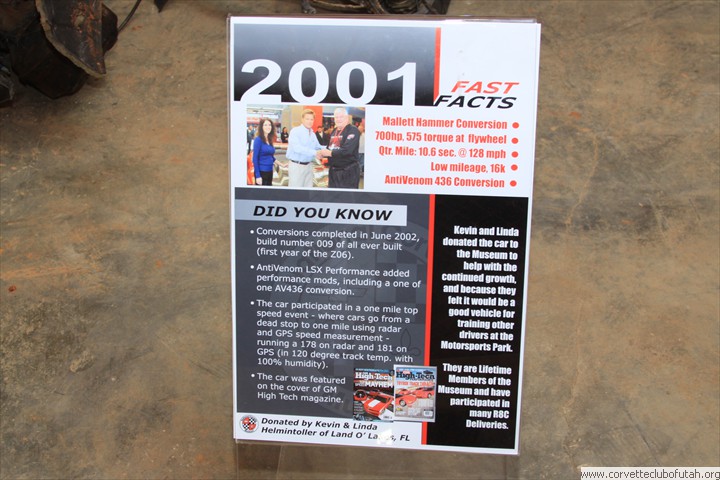 2001
FAST
FACTS
Mallett Hammer Conversion
700hp, 575 torque at flywheel
Qtr. Mile: 10.6 sec. @ 128 mph
Low mileage, 16k
AntiVenom 436 Conversion
DID YOU KNOW
• Conversions completed in June 2002,
build number 009 of all ever built
(first year of the Z06).
• AntiVenom LSX Performance added
performance mods, including a one of
one AV436 conversion.
• The car participated in a one mile top
speed event - where cars go from a
dead stop to one mile using radar
and GPS speed measurement -
running a 178 on radar and 181 on
GPS (in 120 degree track temp. with
100% humidity).
• The car was featured
on the cover of GM
High Tech magazine.
High-Tech
MAYHEM
High-Tech
Donated by Kevin & Linda
Helmintoller of Land O' Lakes, FL
Kevin and Linda
donated the car to
the Museum to
help with the
continued growth,
and because they
felt it would be a
good vehicle for
training other
drivers at the
Motorsports Park.
They are Lifetime
Members of the
Museum and have
participated in
many R8C
Deliveries.
www.corvetteclubofutah.org